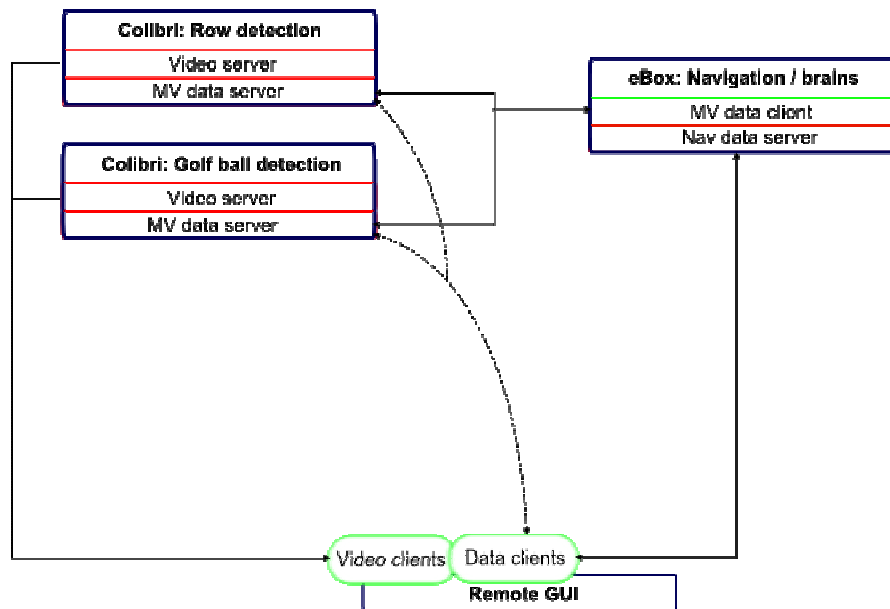 Colibri: Row detection
Video server
MV data server
eBox: Navigation / brains
MV data client
Nav data server
Colibri: Golf ball detection
Video server
MV data server
Video clients
Data clients
Remote GUI